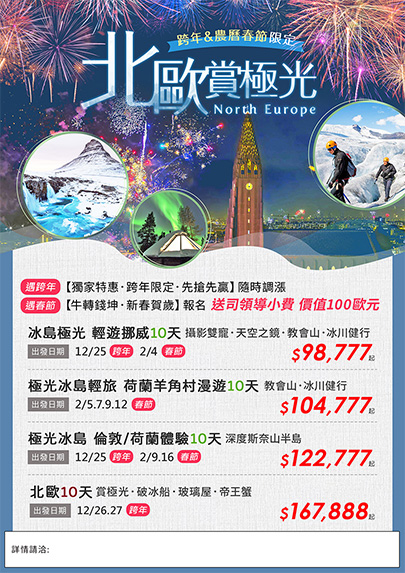 跨年&農曆春節限定
北歐賞極光
North Europe
遇跨年【獨家特惠・跨年限定・先搶先贏】隨時調漲
遇春節【牛轉錢坤・新春賀歲】報名 送司領導小費 價值100歐元
冰島極光 輕遊挪威10天 攝影雙寵・天空之鏡・教會山・冰川健行
出發日期 12/25 跨年 2/4 春節 $98,777起
極光冰島輕旅 荷蘭羊角村漫遊10天 教會山・冰川健行
出發日期 2/5.7.9.12 春節 $104,777起
極光冰島 倫敦/荷蘭體驗10天 深度斯奈山半島
出發日期 12/25 跨年 2/9.16 春節 $122,777起
北歐10天 賞極光・破冰船・玻璃屋・帝王蟹
出發日期 12/26.27 跨年 $167,888起
詳情請洽: